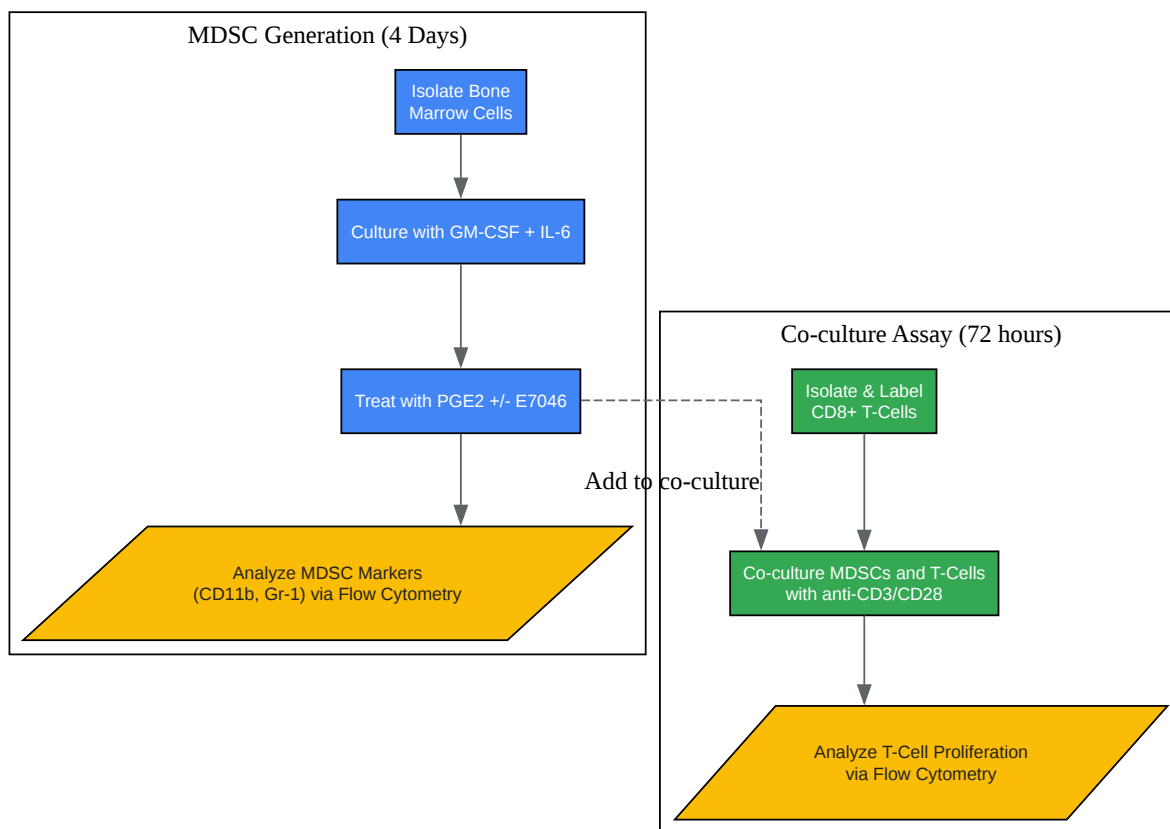 MDSC Generation (4 Days)
Isolate Bone
Marrow Cells
Culture with GM-CSF + IL-6
Treat with PGE2 +/- E7046
Analyze MDSC Markers
(CD11b, Gr-1) via Flow Cytometry
Add to co-culture
Co-culture Assay (72 hours)
Isolate & Label
CD8+ T-Cells
Co-culture MDSCs and T-Cells
with anti-CD3/CD28
Analyze T-Cell Proliferation
via Flow Cytometry